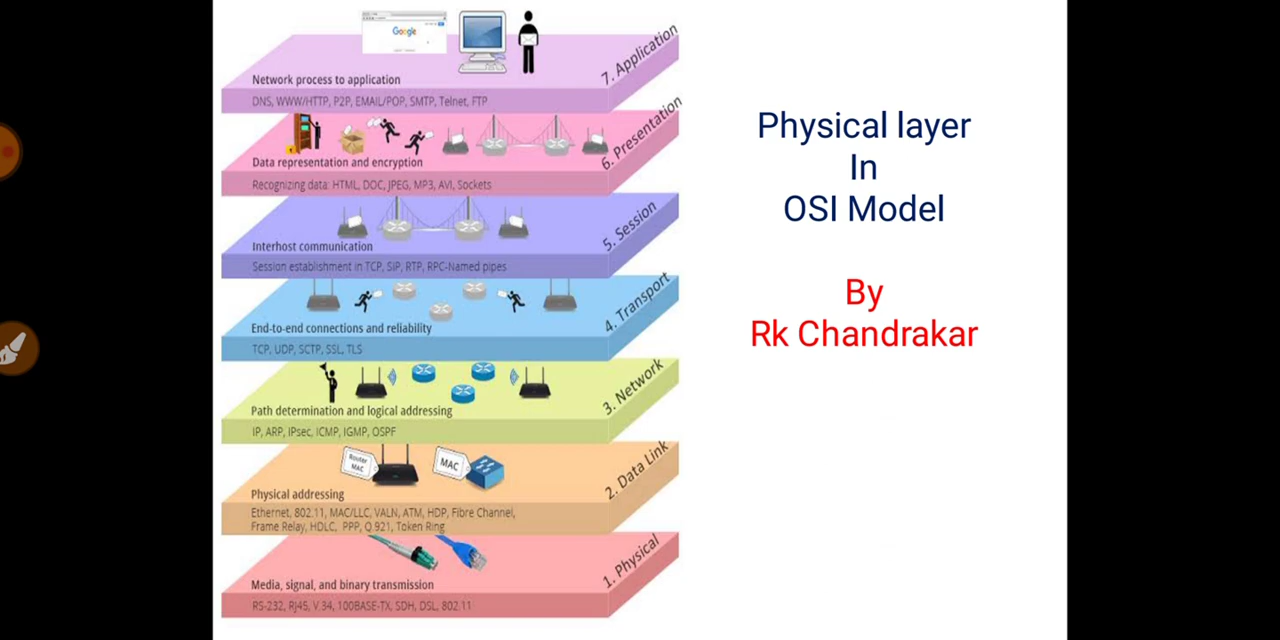 Google
7. Application
Network process to application
DNS, WWW/HTTP, P2P, EMAIL/POP, SMTP, Telnet, FTP
6. Presentation
Data representation and encryption
Recognizing data: HTML, DOC, JPEG, MP3, AVI, Sockets
5. Session
Interhost communication
Session establishment in TCP, SIP, RTP, RPC-Named pipes
4. Transport
End-to-end connections and reliability
TCP, UDP, SCTP, SSL, TLS
3. Network
Path determination and logical addressing
IP, ARP, IPsec, ICMP, IGMP, OSPF
Router
MAC
MAC
2. Data Link
Physical addressing
Ethernet, 802.11, MAC/LLC, VALN, ATM, HDP, Fibre Channel,
Frame Relay, HDLC, PPP, Q.921, Token Ring
1. Physical
Media, signal, and binary transmission
RS-232, RJ45, V.34, 100BASE-TX, SDH, DSL, 802.11
Physical layer
In
OSI Model
By
Rk Chandrakar